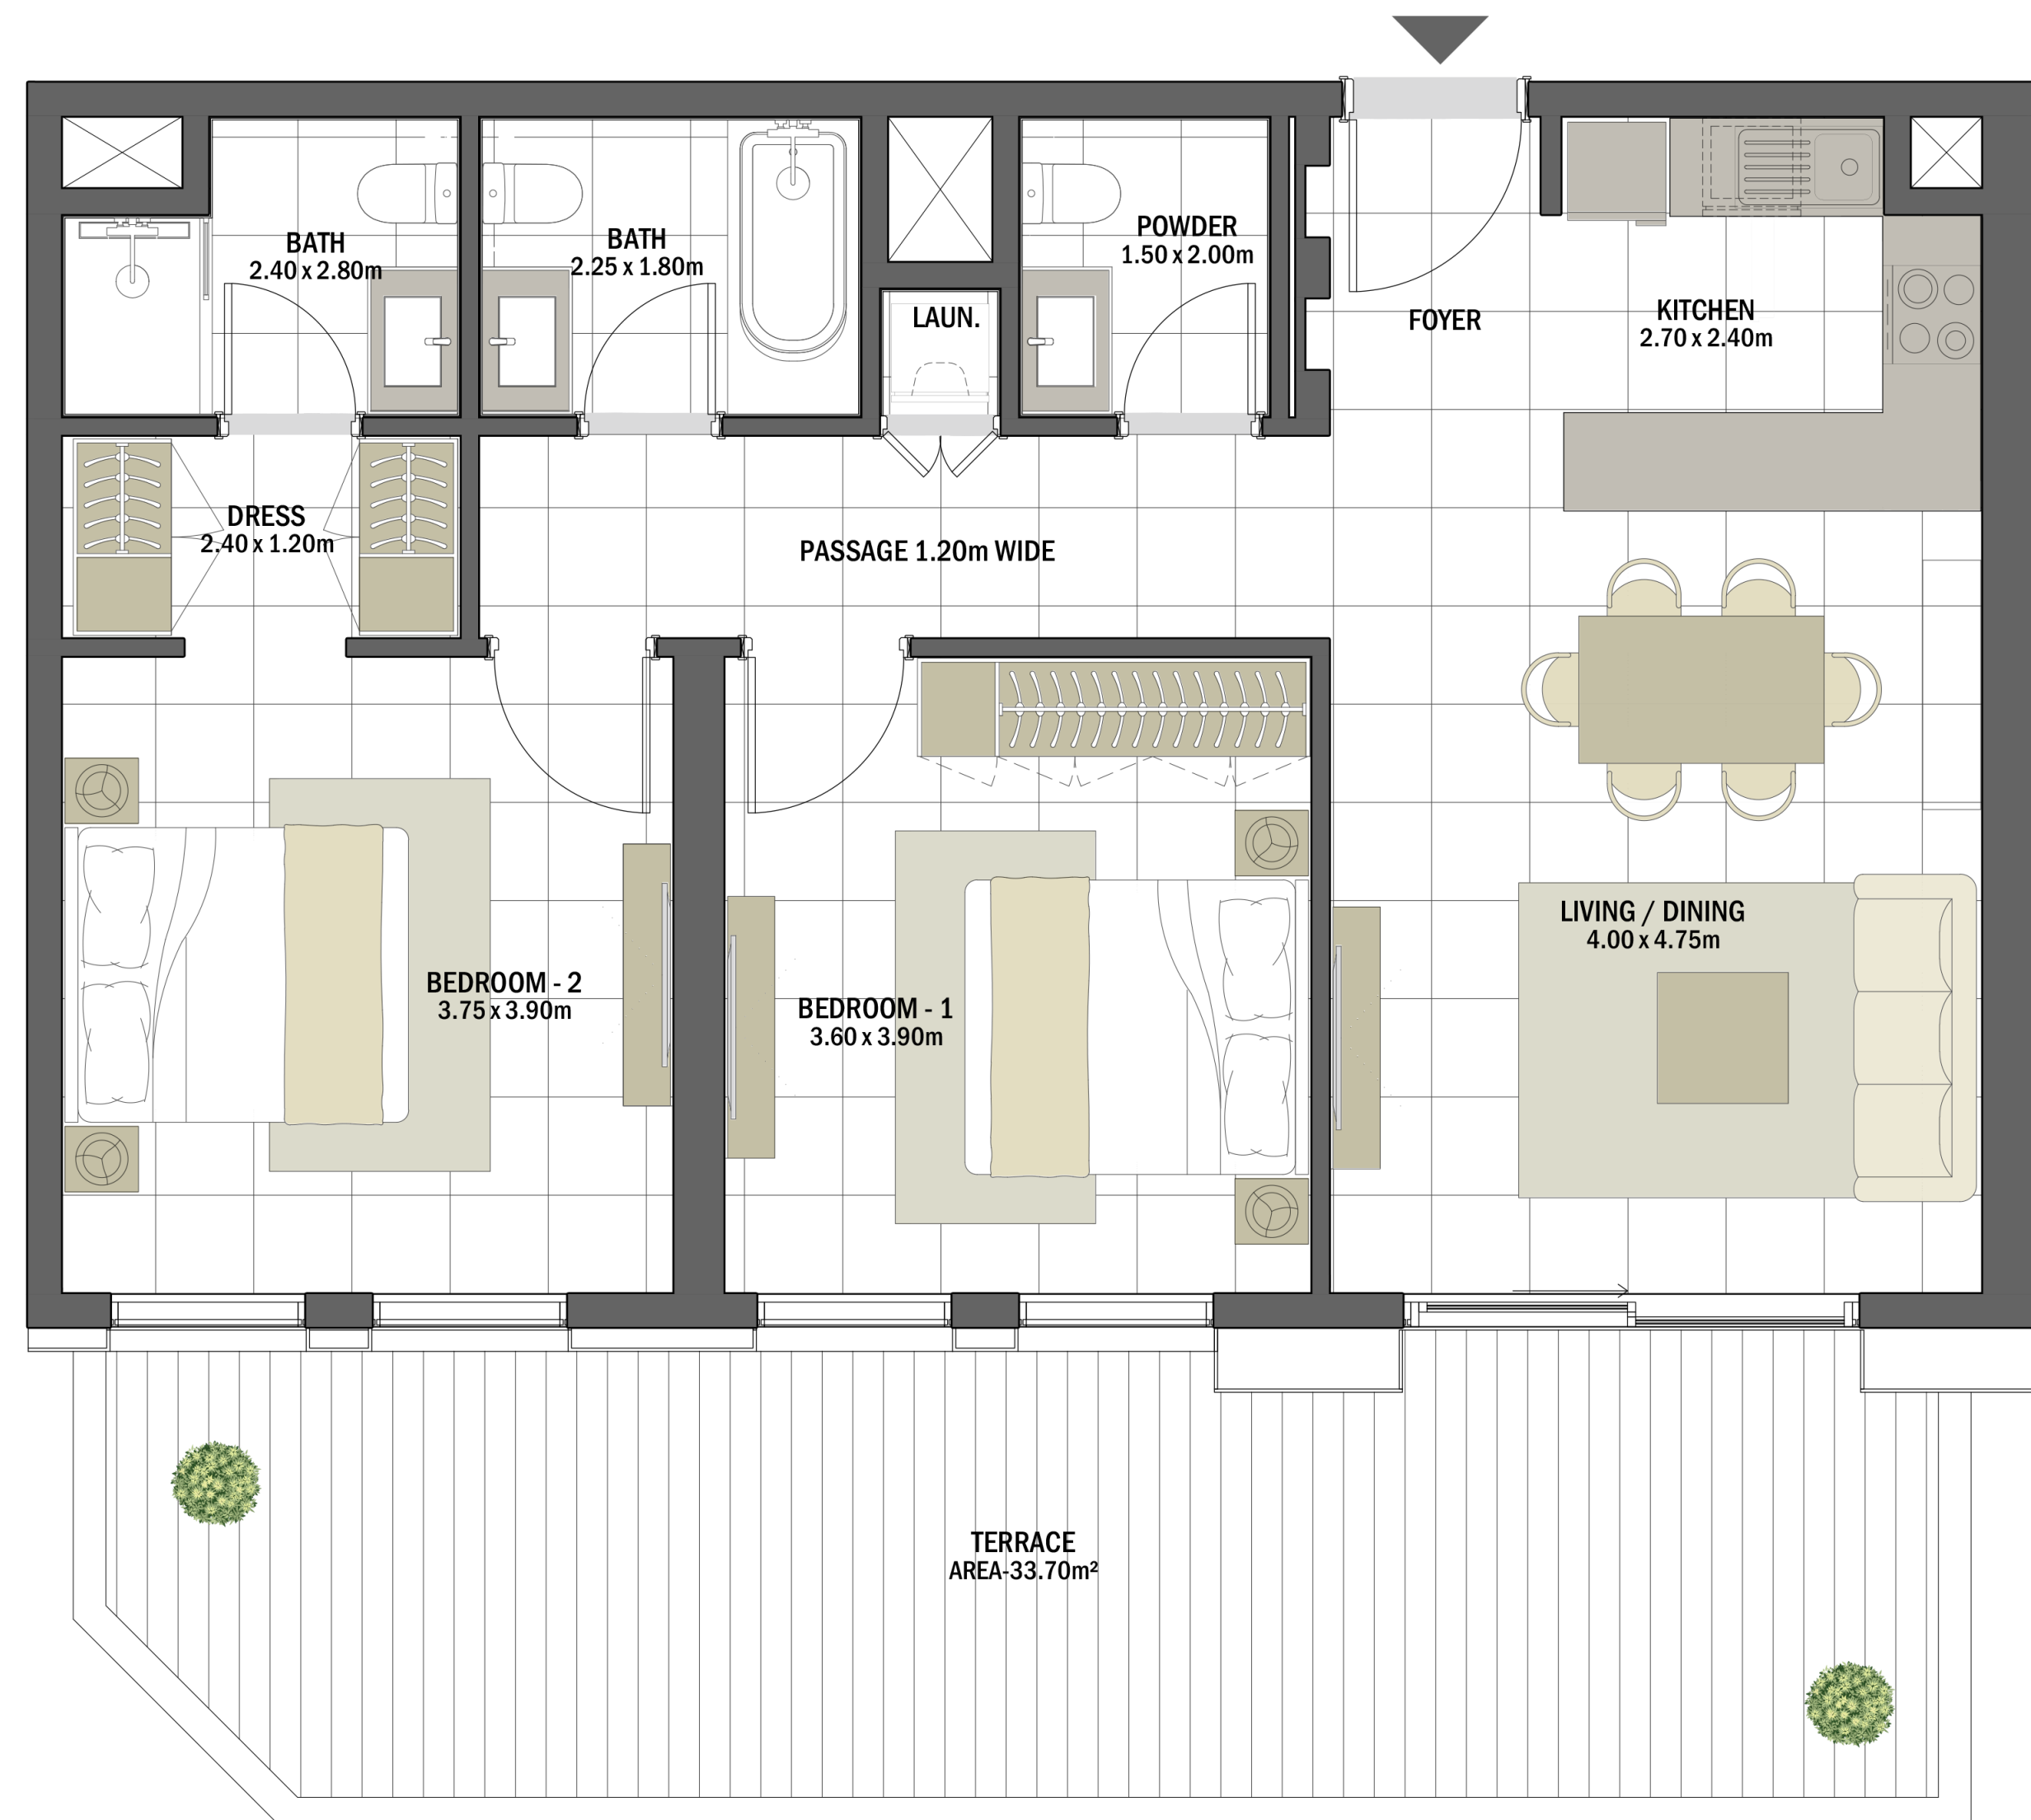 BATH
2.40 x 2.80m
BATH
2.25 x 1.80m
POWDER
1.50 x 2.00m
LAUN.
FOYER
KITCHEN
2.70 x 2.40m
DRESS
2.40 x 1.20m
PASSAGE 1.20m WIDE
LIVING / DINING
4.00 x 4.75m
BEDROOM - 2
3.75 x 3.90m
BEDROOM - 1
3.60 x 3.90m
TERRACE
AREA-33.70m²